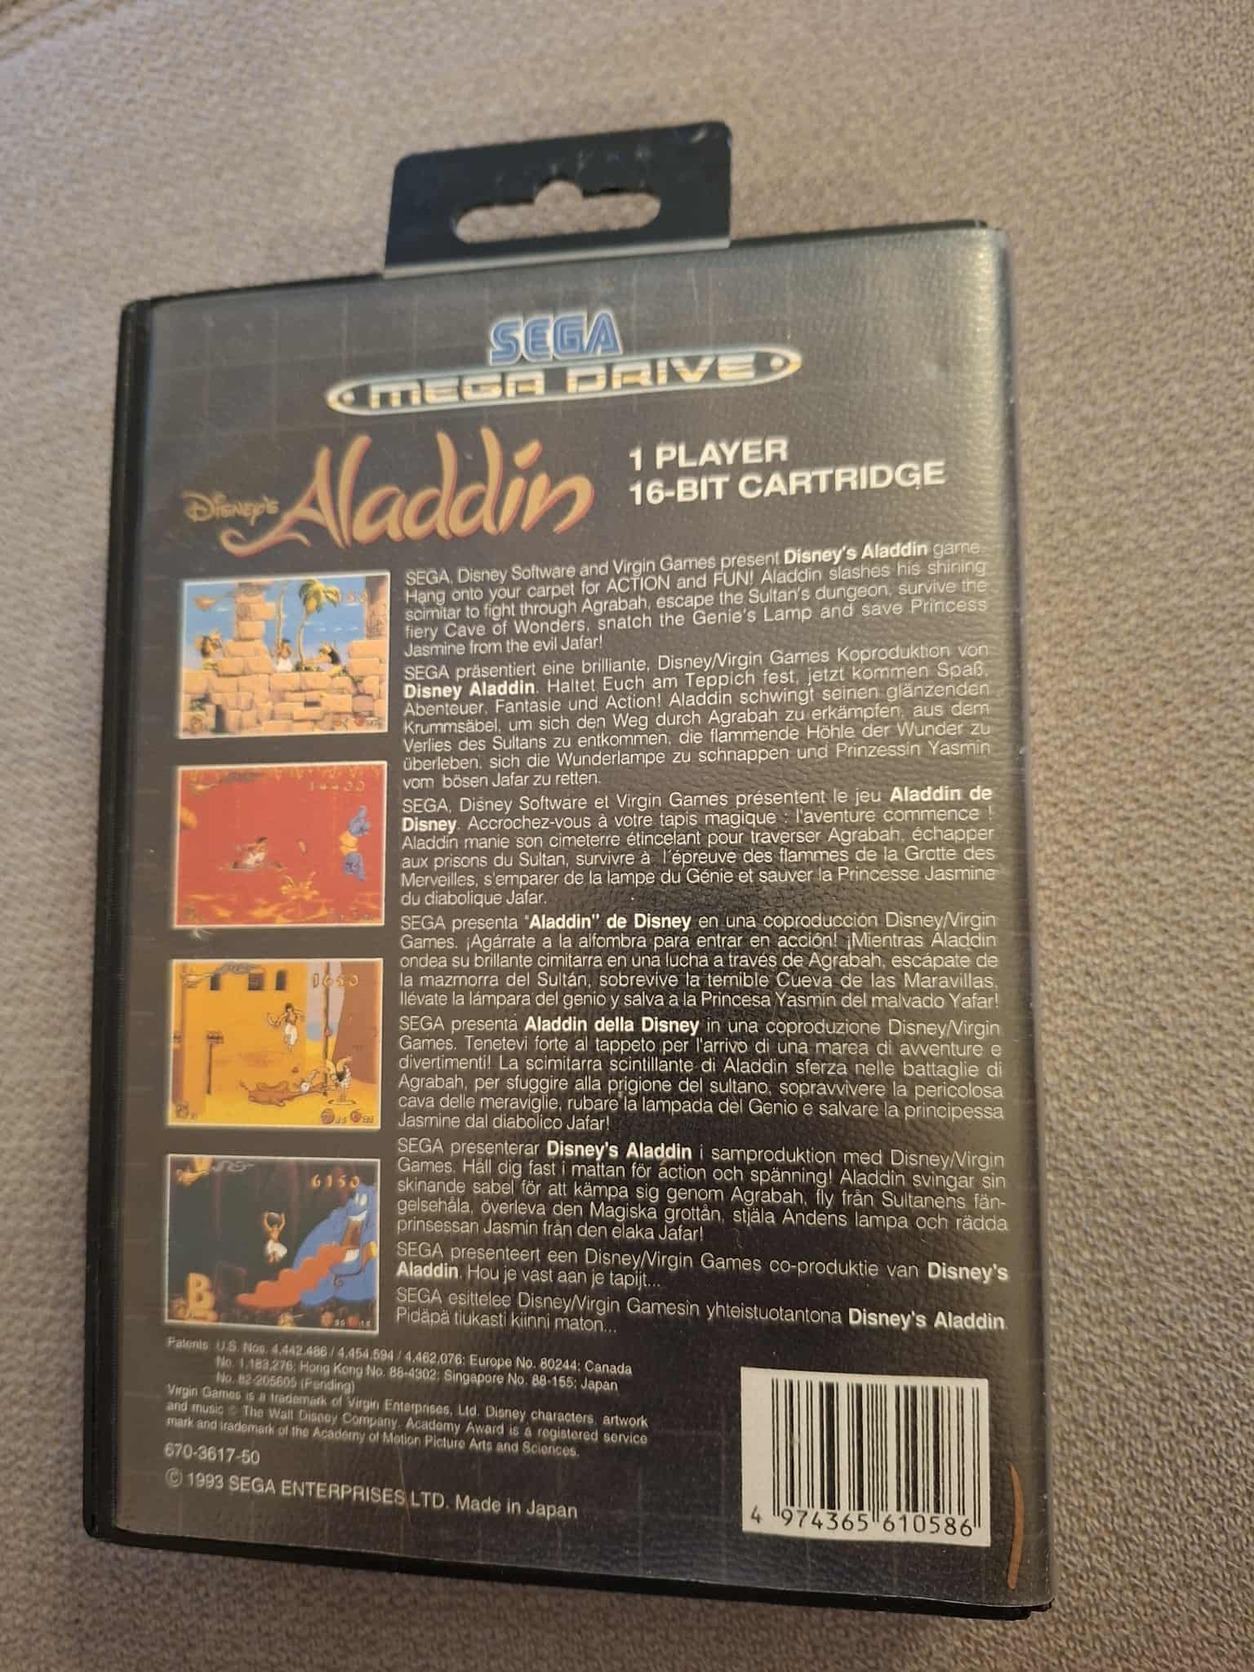 SEGA
MEGA DRIVE
Disney's Aladdin
1 PLAYER
16-BIT CARTRIDGE
SEGA, Disney Software and Virgin Games present Disney's Aladdin game.
Hang onto your carpet for ACTION and FUN! Aladdin slashes his shining
scimitar to fight through Agrabah, escape the Sultan's dungeon, survive the
fiery Cave of Wonders, snatch the Genie's Lamp and save Princess
Jasmine from the evil Jafar!
SEGA präsentiert eine brilliante, Disney/Virgin Games Koproduktion von
Disney Aladdin. Haltet Euch am Teppich fest, jetzt kommen Spaß,
Abenteuer, Fantasie und Action! Aladdin schwingt seinen glänzenden
Krummsäbel, um sich den Weg durch Agrabah zu erkämpfen, aus dem
Verlies des Sultans zu entkommen, die flammende Höhle der Wunder zu
überleben, sich die Wunderlampe zu schnappen und Prinzessin Yasmin
vom bösen Jafar zu retten.
SEGA, Disney Software et Virgin Games présentent le jeu Aladdin de
Disney. Accrochez-vous à votre tapis magique : l'aventure commence !
Aladdin manie son cimeterre étincelant pour traverser Agrabah, échapper
aux prisons du Sultan, survivre à l'épreuve des flammes de la Grotte des
Merveilles, s'emparer de la lampe du Génie et sauver la Princesse Jasmine
du diabolique Jafar.
SEGA presenta "Aladdin" de Disney en una coproducción Disney/Virgin
Games. ¡Agárrate a la alfombra para entrar en acción! ¡Mientras Aladdin
ondea su brillante cimitarra en una lucha a través de Agrabah, escápate de
la mazmorra del Sultán, sobrevive la temible Cueva de las Maravillas,
llévate la lámpara del genio y salva a la Princesa Yasmin del malvado Yafar!
SEGA presenta Aladdin della Disney in una coproduzione Disney/Virgin
Games. Tenetevi forte al tappeto per l'arrivo di una marea di avventure e
divertimenti! La scimitarra scintillante di Aladdin sferza nelle battaglie di
Agrabah, per sfuggire alla prigione del sultano, sopravvivere la pericolosa
cava delle meraviglie, rubare la lampada del Genio e salvare la principessa
Jasmine dal diabolico Jafar!
SEGA presenterar Disney's Aladdin i samproduktion med Disney/Virgin
Games. Håll dig fast i mattan för action och spänning! Aladdin svingar sin
skinande sabel för att kämpa sig genom Agrabah, fly från Sultanens fän-
gelsehåla, överleva den Magiska grottan, stjäla Andens lampa och rädda
prinsessan Jasmin från den elaka Jafar!
SEGA presenteert een Disney/Virgin Games co-produktie van Disney's
Aladdin. Hou je vast aan je tapijt...
SEGA esittelee Disney/Virgin Gamesin yhteistuotantona Disney's Aladdin
Pidäpä tiukasti kiinni maton...
1650
6150
Patents: U.S. Nos. 4,442,486 / 4,454,594 / 4,462,076; Europe No. 80244; Canada
No. 1,183,276; Hong Kong No. 88-4302; Singapore No. 88-155; Japan
No. 82-205605 (Pending)
Virgin Games is a trademark of Virgin Enterprises, Ltd. Disney characters, artwork
and music © The Walt Disney Company. Academy Award is a registered service
mark and trademark of the Academy of Motion Picture Arts and Sciences.
670-3617-50
© 1993 SEGA ENTERPRISES LTD. Made in Japan
4 974365 610586